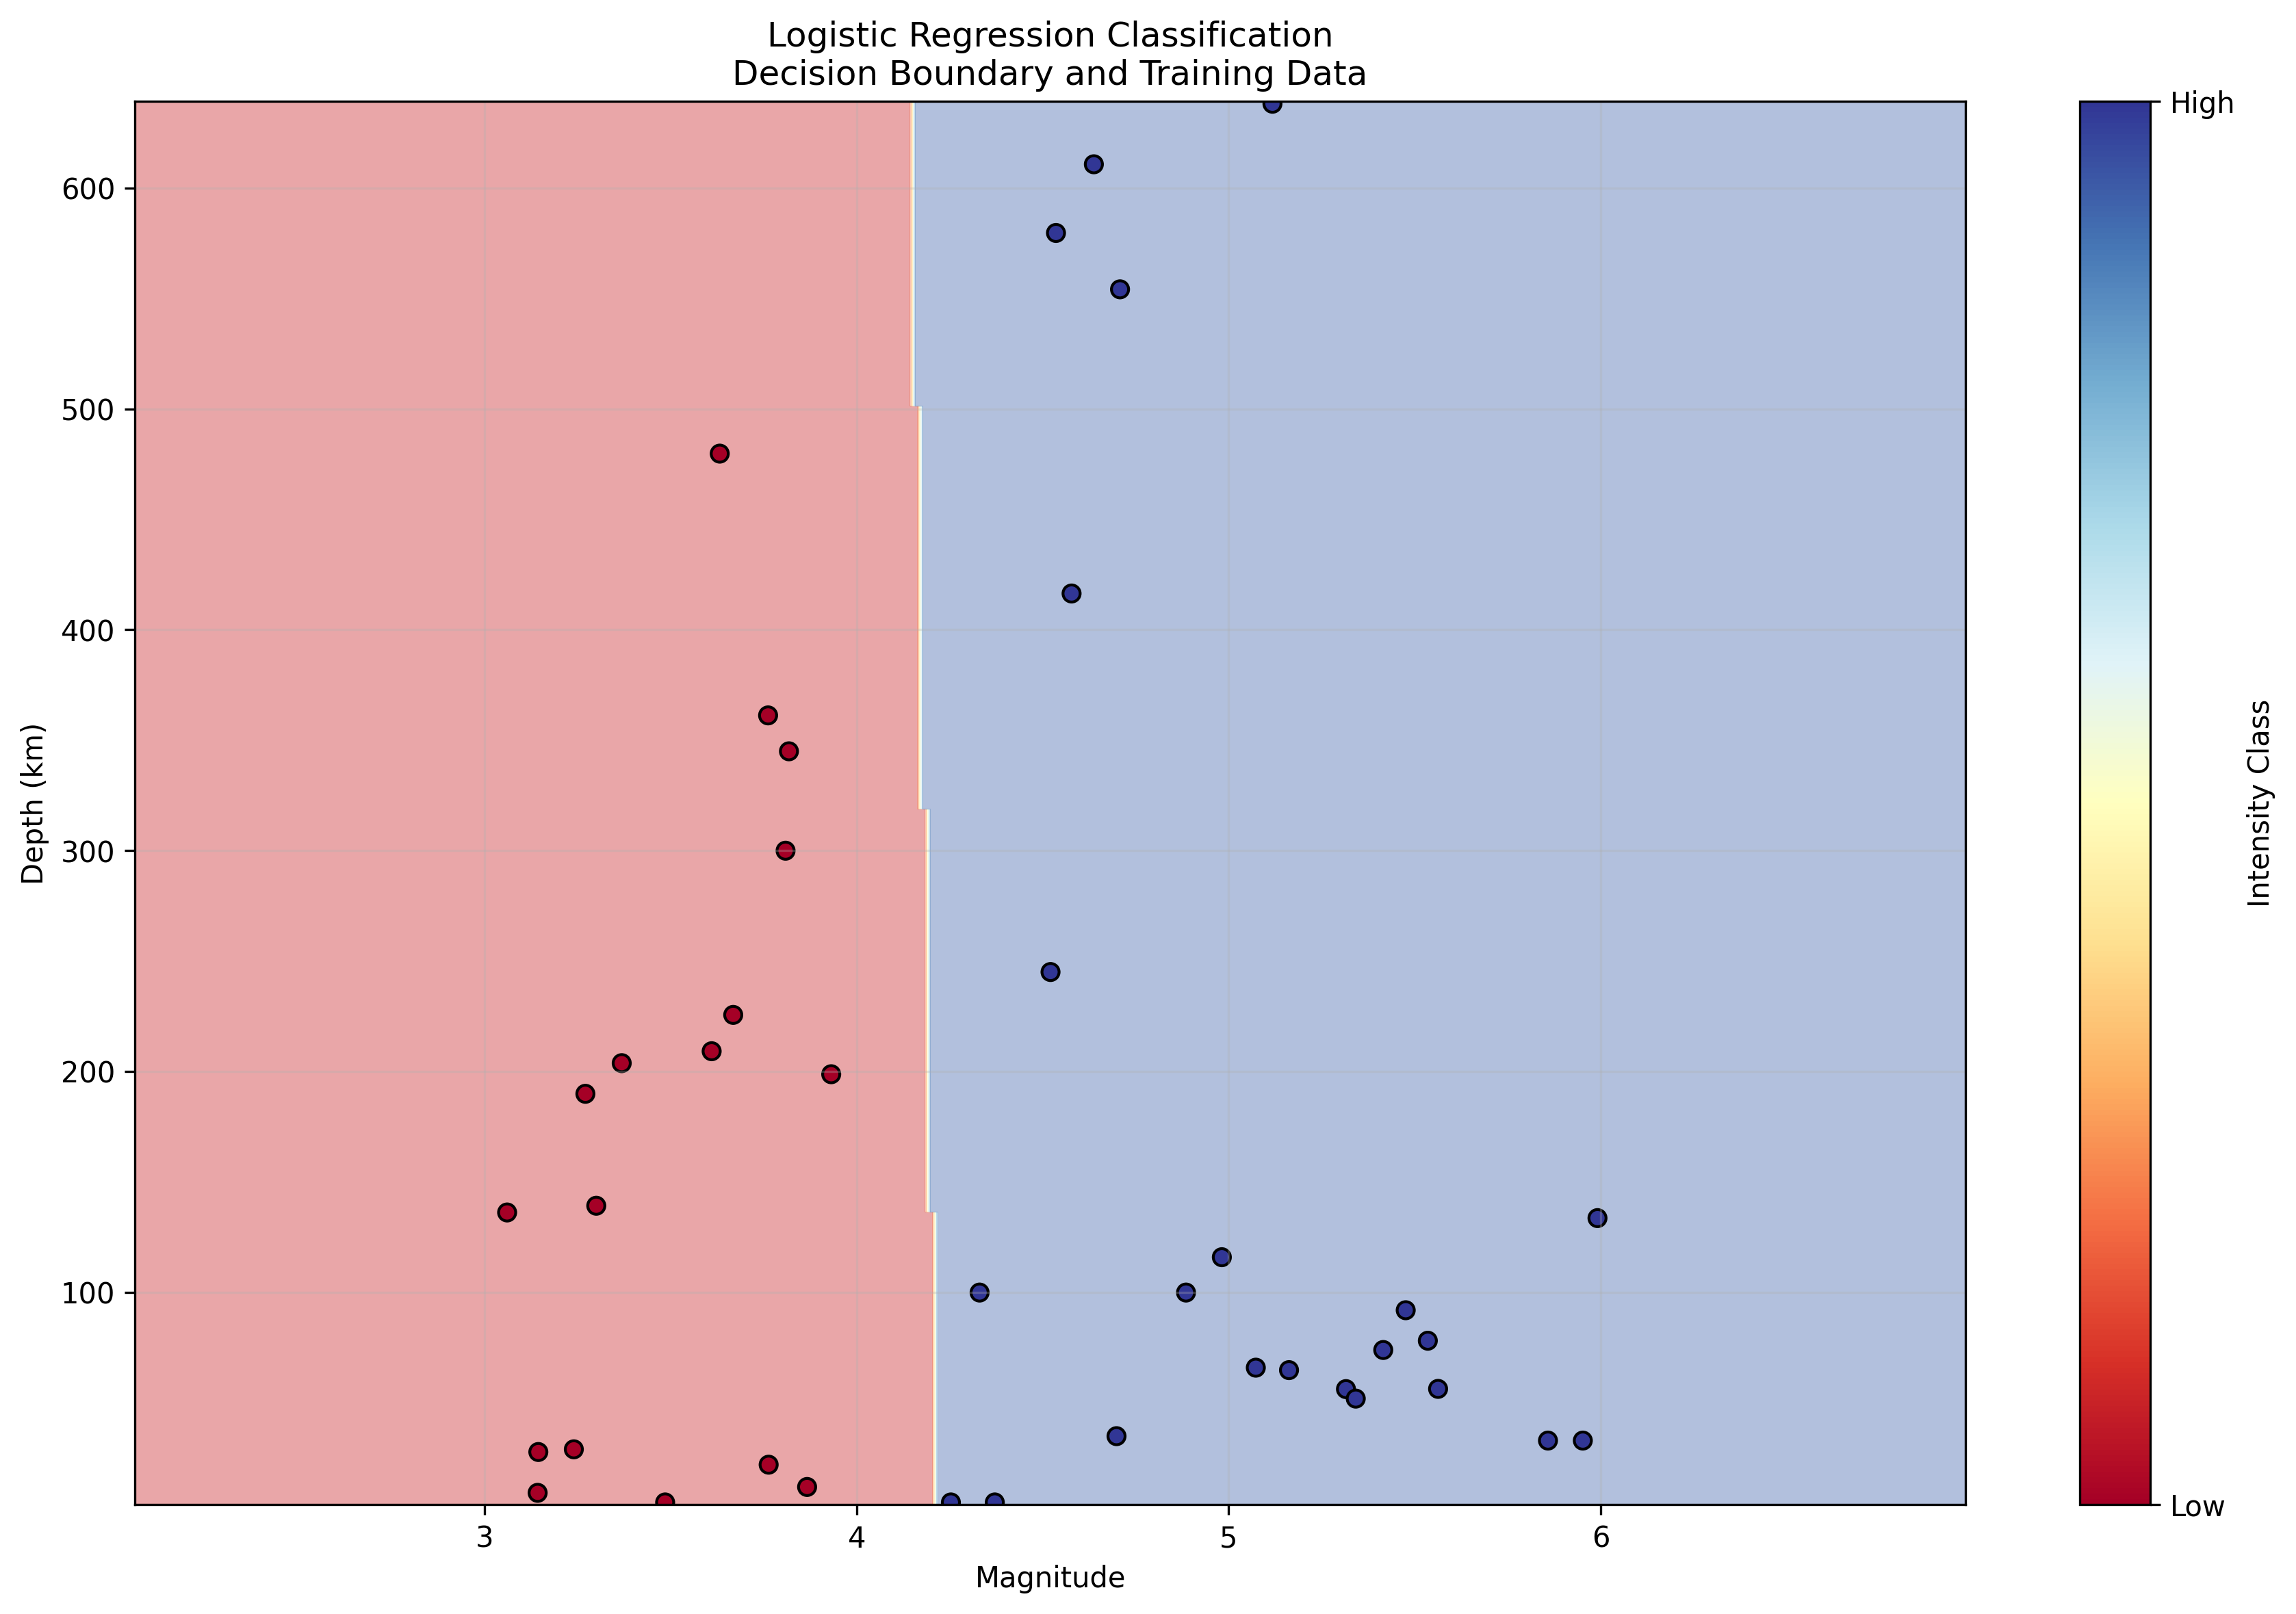 Logistic Regression Classification
Decision Boundary and Training Data
600
500
400
300
200
100
Depth (km)
3
4
5
6
Magnitude
High
Low
Intensity Class